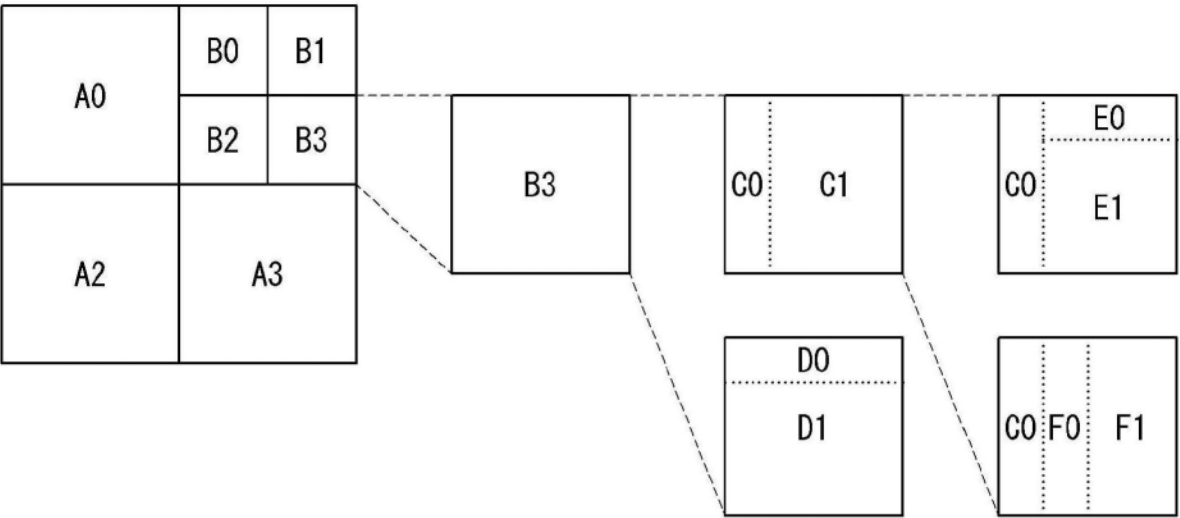 A0
B0 B1
B2 B3
A2 A3
B3
C0 C1
D0
D1
C0 E0
E1
C0 F0 F1